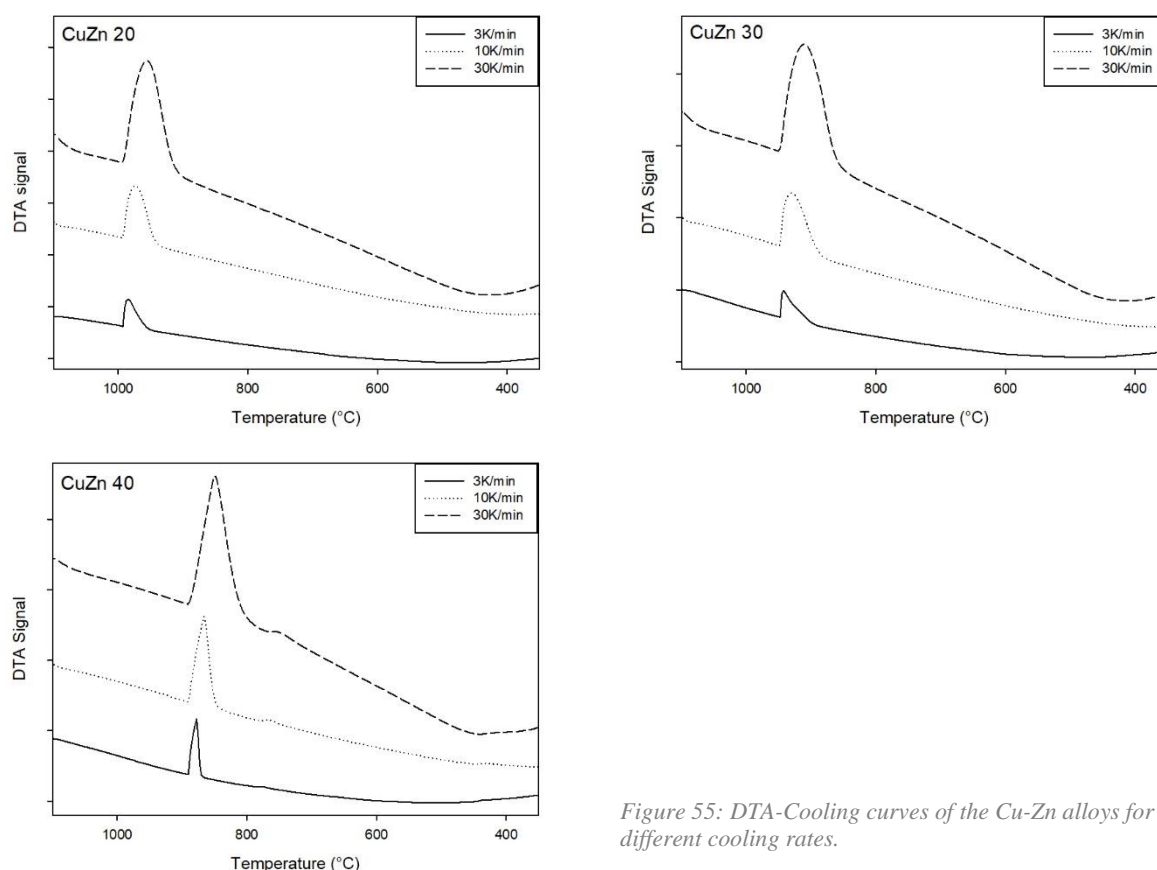 CuZn 20
3K/min
10K/min
30K/min
DTA signal
1000
800
600
400
Temperature (°C)
CuZn 30
3K/min
10K/min
30K/min
DTA Signal
1000
800
600
400
Temperature (°C)
CuZn 40
3K/min
10K/min
30K/min
DTA Signal
1000
800
600
400
Temperature (°C)
Figure 55: DTA-Cooling curves of the Cu-Zn alloys for
different cooling rates.